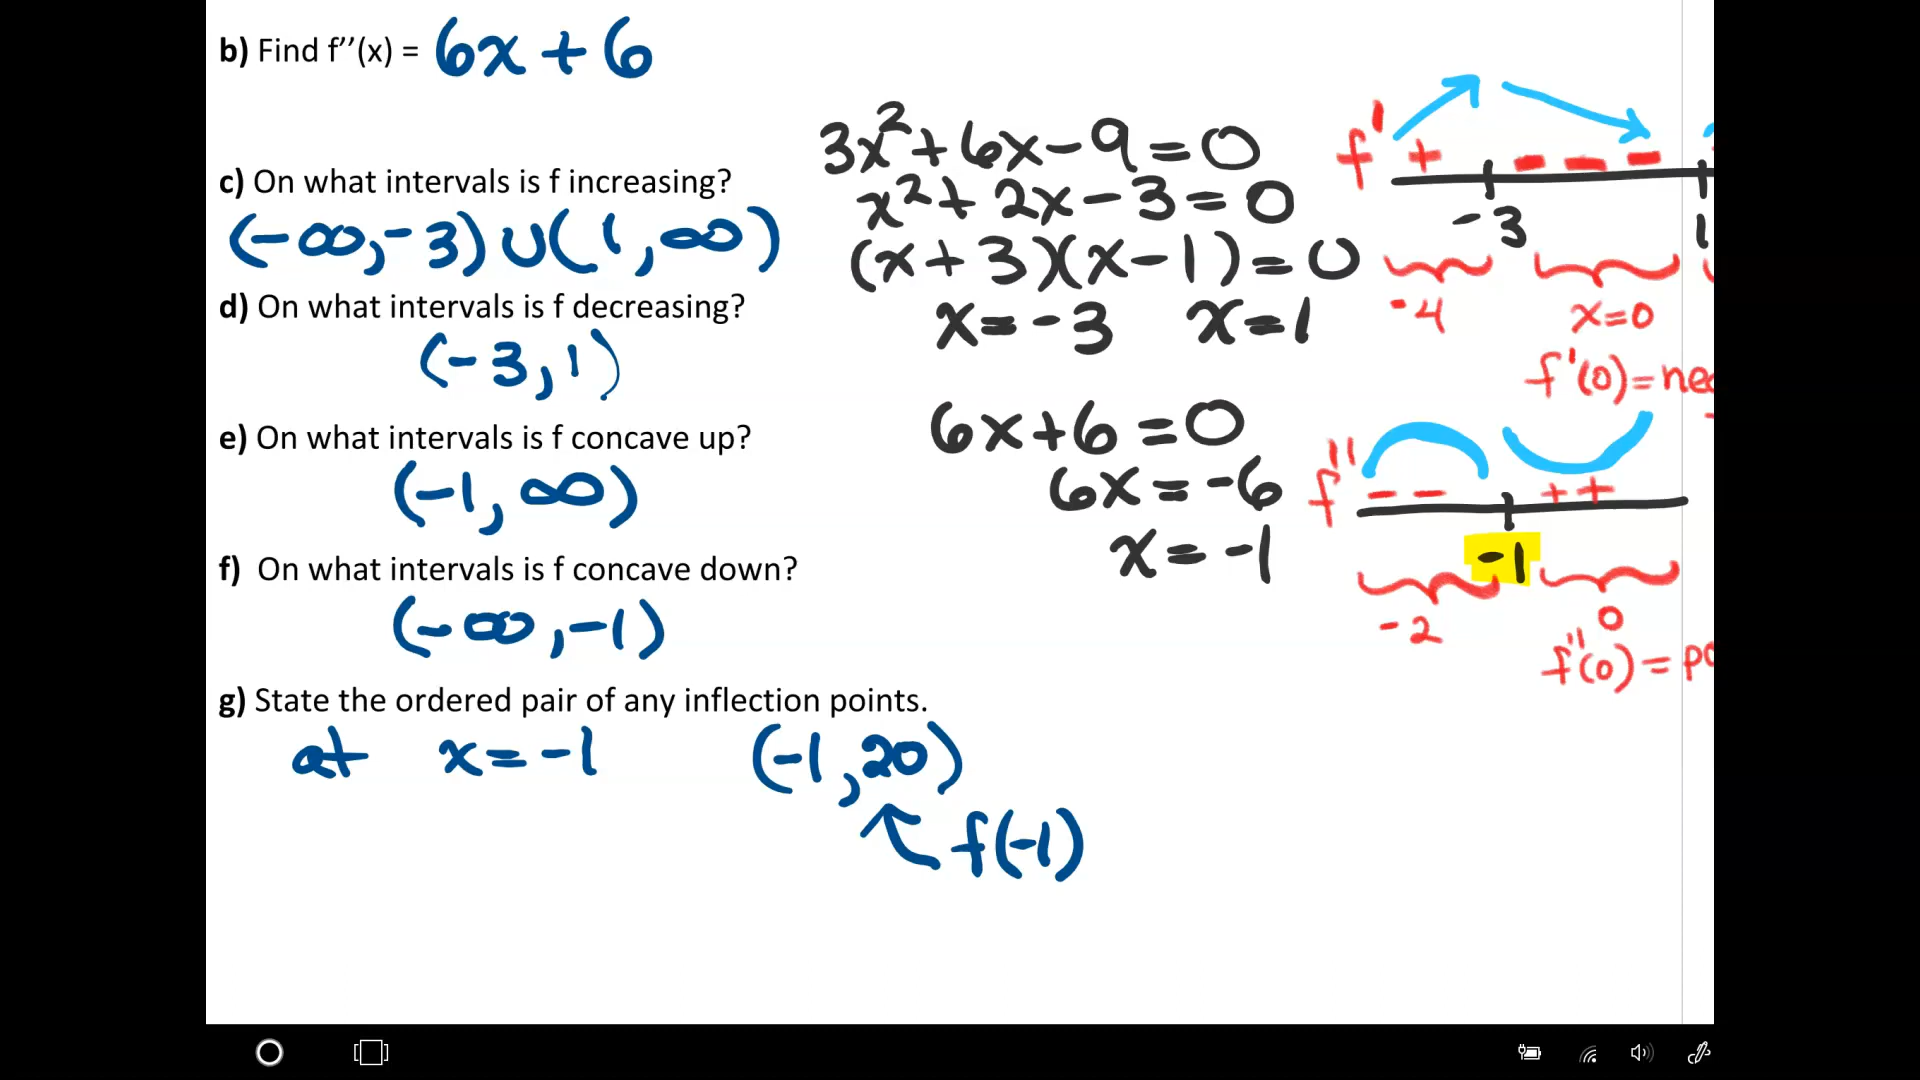 b) Find f’’(x) = 6x + 6
c) On what intervals is f increasing?
(-∞,-3)∪(1,∞)
d) On what intervals is f decreasing?
(-3,1)
e) On what intervals is f concave up?
(-1,∞)
f) On what intervals is f concave down?
(-∞,-1)
g) State the ordered pair of any inflection points.
at x=-1 (-1,20)
f(-1)
3x²+6x-9=0
x²+2x-3=0
(x+3)(x-1)=0
x=-3 x=1
6x+6=0
6x=-6
x=-1
f' + - - -
-3 1
-4 x=0
f'(0)=
f'' - - + +
-1
-2 0
f''(0)=